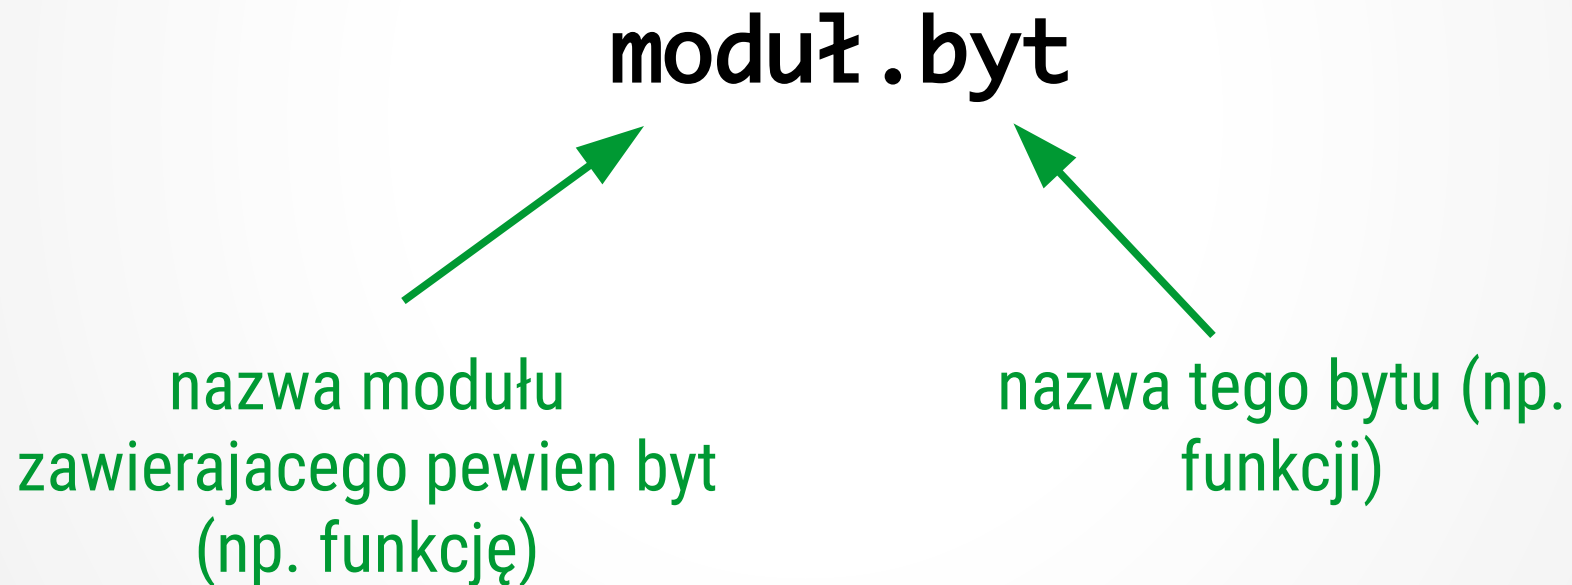 moduł.byt
nazwa modułu
zawierajacego pewien byt
(np. funkcję)
nazwa tego bytu (np.
funkcji)